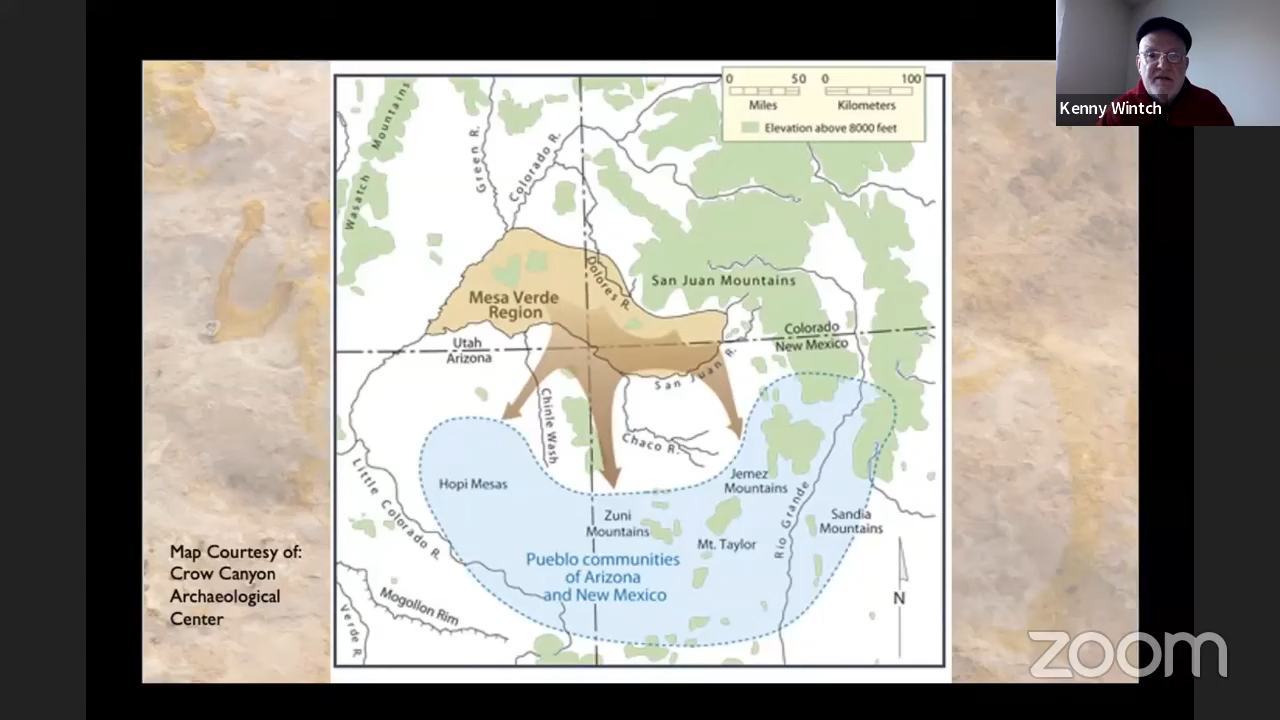 Kenny Wintch
0 50 0 100
Miles Kilometers
Elevation above 8000 feet
Wasatch Mountains
Green R.
Colorado R.
Dolores R.
San Juan Mountains
Mesa Verde
Region
Colorado
New Mexico
Utah
Arizona
San Juan R.
Chinle Wash
Chaco R.
Hopi Mesas
Jemez
Mountains
Little Colorado R.
Zuni
Mountains
Mt. Taylor
Rio Grande
Sandia
Mountains
Pueblo communities
of Arizona
and New Mexico
Mogollon Rim
Verde R.
N
Map Courtesy of:
Crow Canyon
Archaeological
Center
zoom